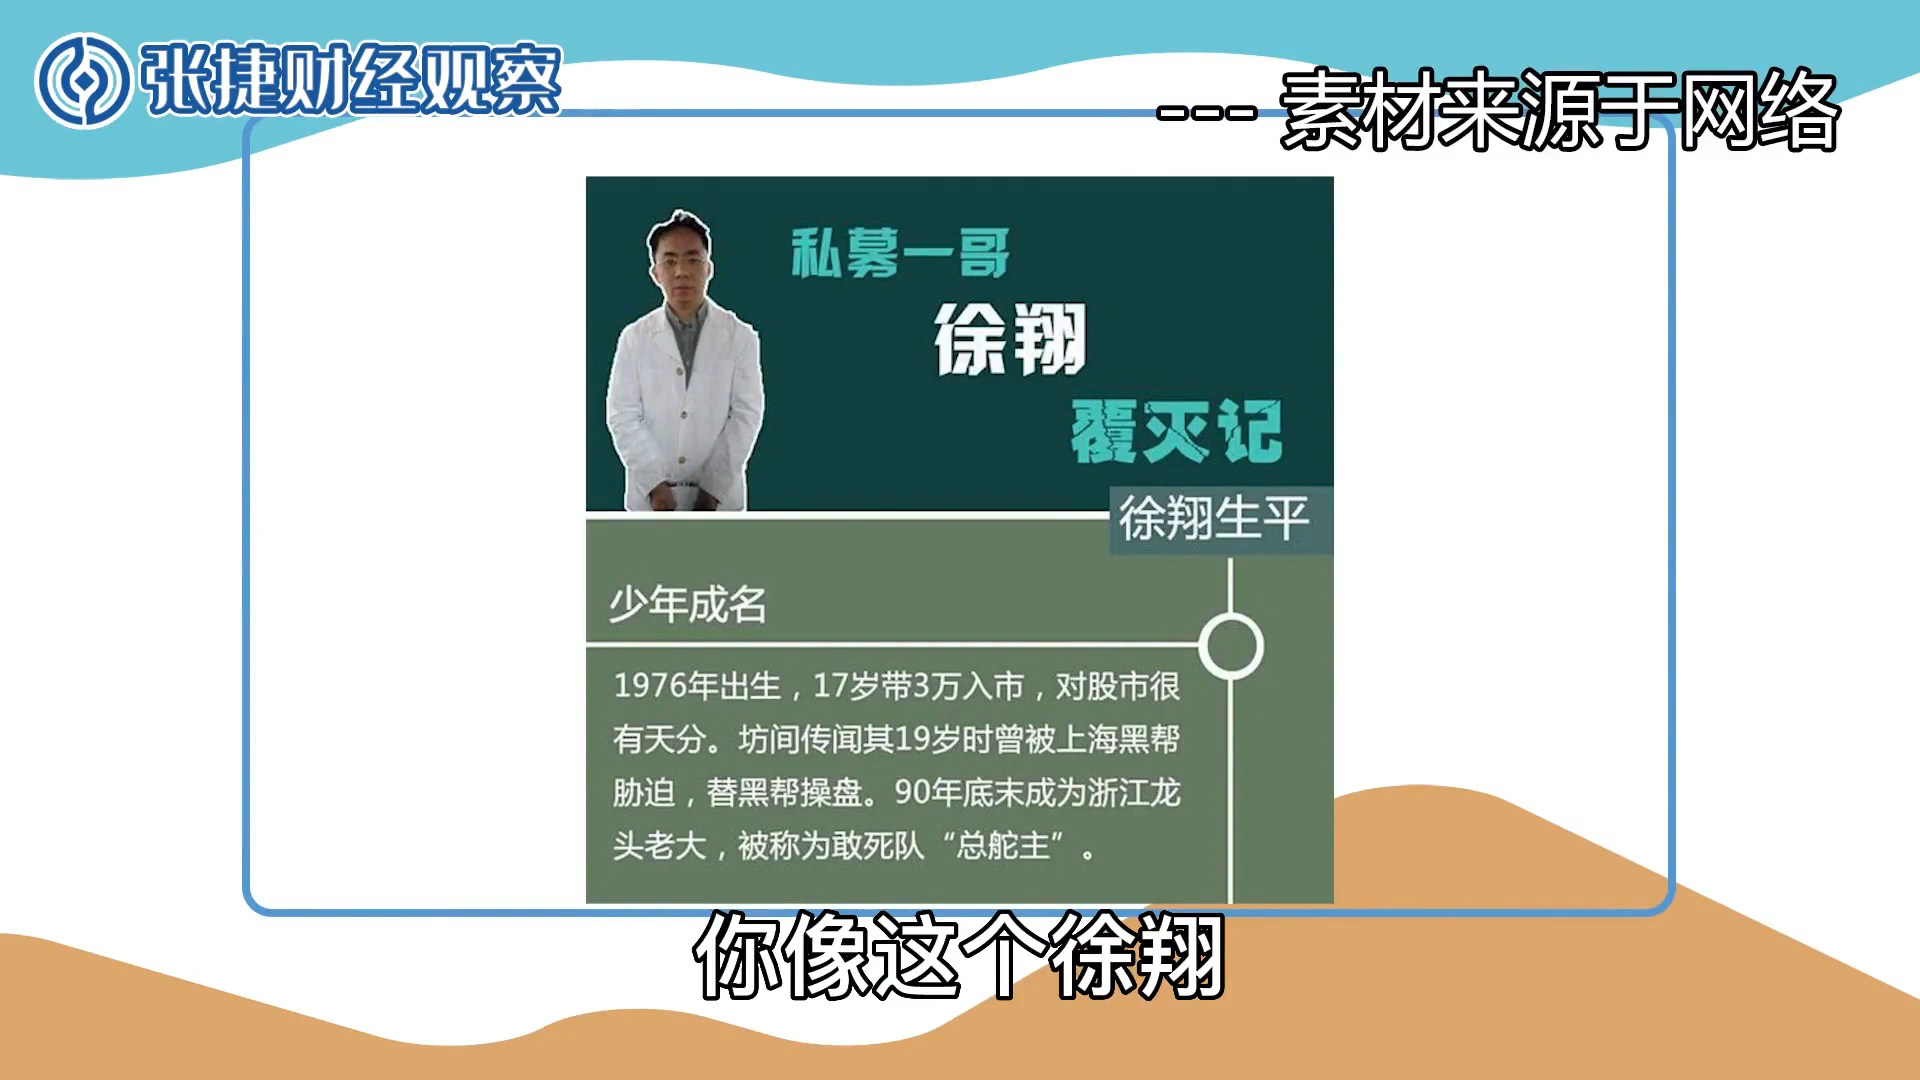 张捷财经观察
--- 素材来源于网络
私募一哥
徐翔
覆灭记
徐翔生平
少年成名
1976年出生，17岁带3万入市，对股市很
有天分。坊间传闻其19岁时曾被上海黑帮
胁迫，替黑帮操盘。90年底末成为浙江龙
头老大，被称为敢死队“总舵主”。
你像这个徐翔